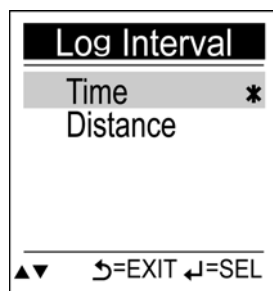 Log Interval
Time *
Distance
▲▼ ⮌=EXIT ↵=SEL